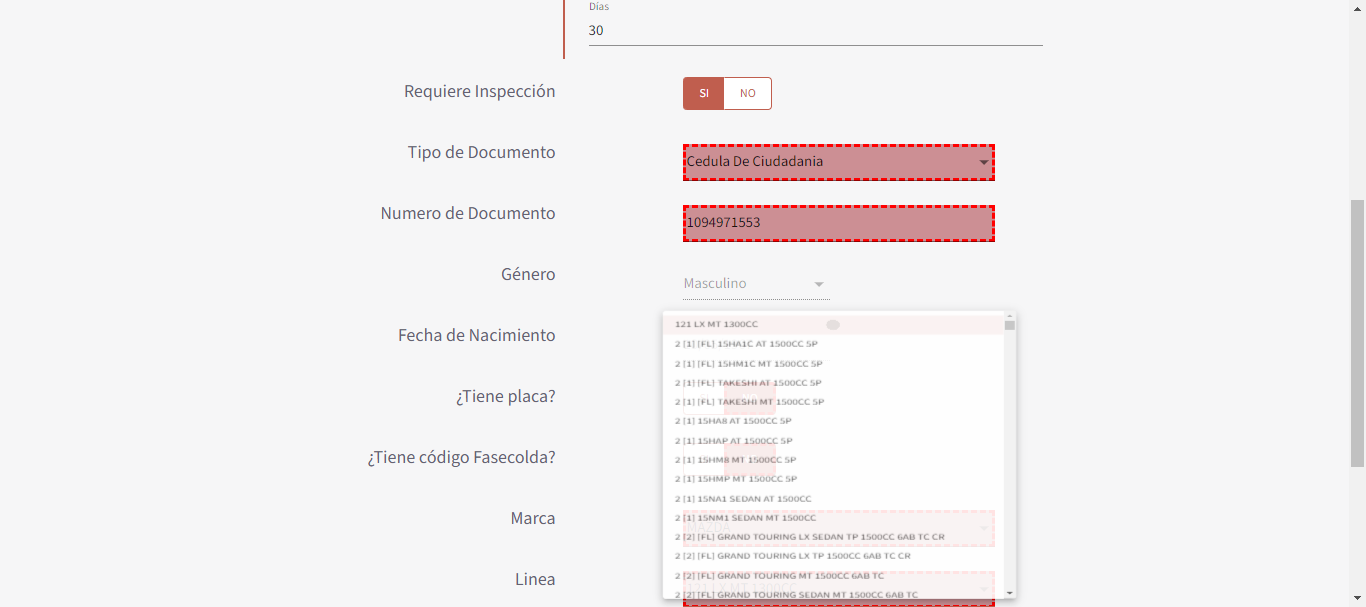 Días
30
Requiere Inspección
SI NO
Tipo de Documento
Cedula De Ciudadania
Numero de Documento
1094971553
Género
Masculino
Fecha de Nacimiento
¿Tiene placa?
¿Tiene código Fasecolda?
Marca
Linea
121 LX MT 1300CC
2 [1] [FL] 15HA1C AT 1500CC 5P
2 [1] [FL] 15HM1C MT 1500CC 5P
2 [1] [FL] TAKESHI AT 1500CC 5P
2 [1] [FL] TAKESHI MT 1500CC 5P
2 [1] 15HA8 AT 1500CC 5P
2 [1] 15HAP AT 1500CC 5P
2 [1] 15HM8 MT 1500CC 5P
2 [1] 15HMP MT 1500CC 5P
2 [1] 15NA1 SEDAN AT 1500CC
2 [1] 15NM1 SEDAN MT 1500CC
MAZDA
2 [2] [FL] GRAND TOURING LX SEDAN TP 1500CC 6AB TC CR
2 [2] [FL] GRAND TOURING LX TP 1500CC 6AB TC CR
2 [2] [FL] GRAND TOURING MT 1500CC 6AB TC
121 LX MT 1300CC
2 [2] [FL] GRAND TOURING SEDAN MT 1500CC 6AB TC